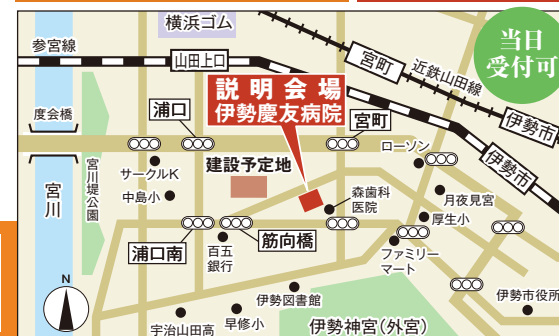 横浜ゴム
参宮線
山田上口
宮町
近鉄山田線
当日
受付可
説明会場
伊勢慶友病院
度会橋
浦口
宮町
伊勢市
ローソン
伊勢市
宮川堤公園
サークルK
建設予定地
中島小
宮川
森歯科
医院
月夜見宮
厚生小
浦口南
百五
銀行
筋向橋
ファミリー
マート
N
伊勢図書館
伊勢市役所
宇治山田高
早修小
伊勢神宮(外宮)